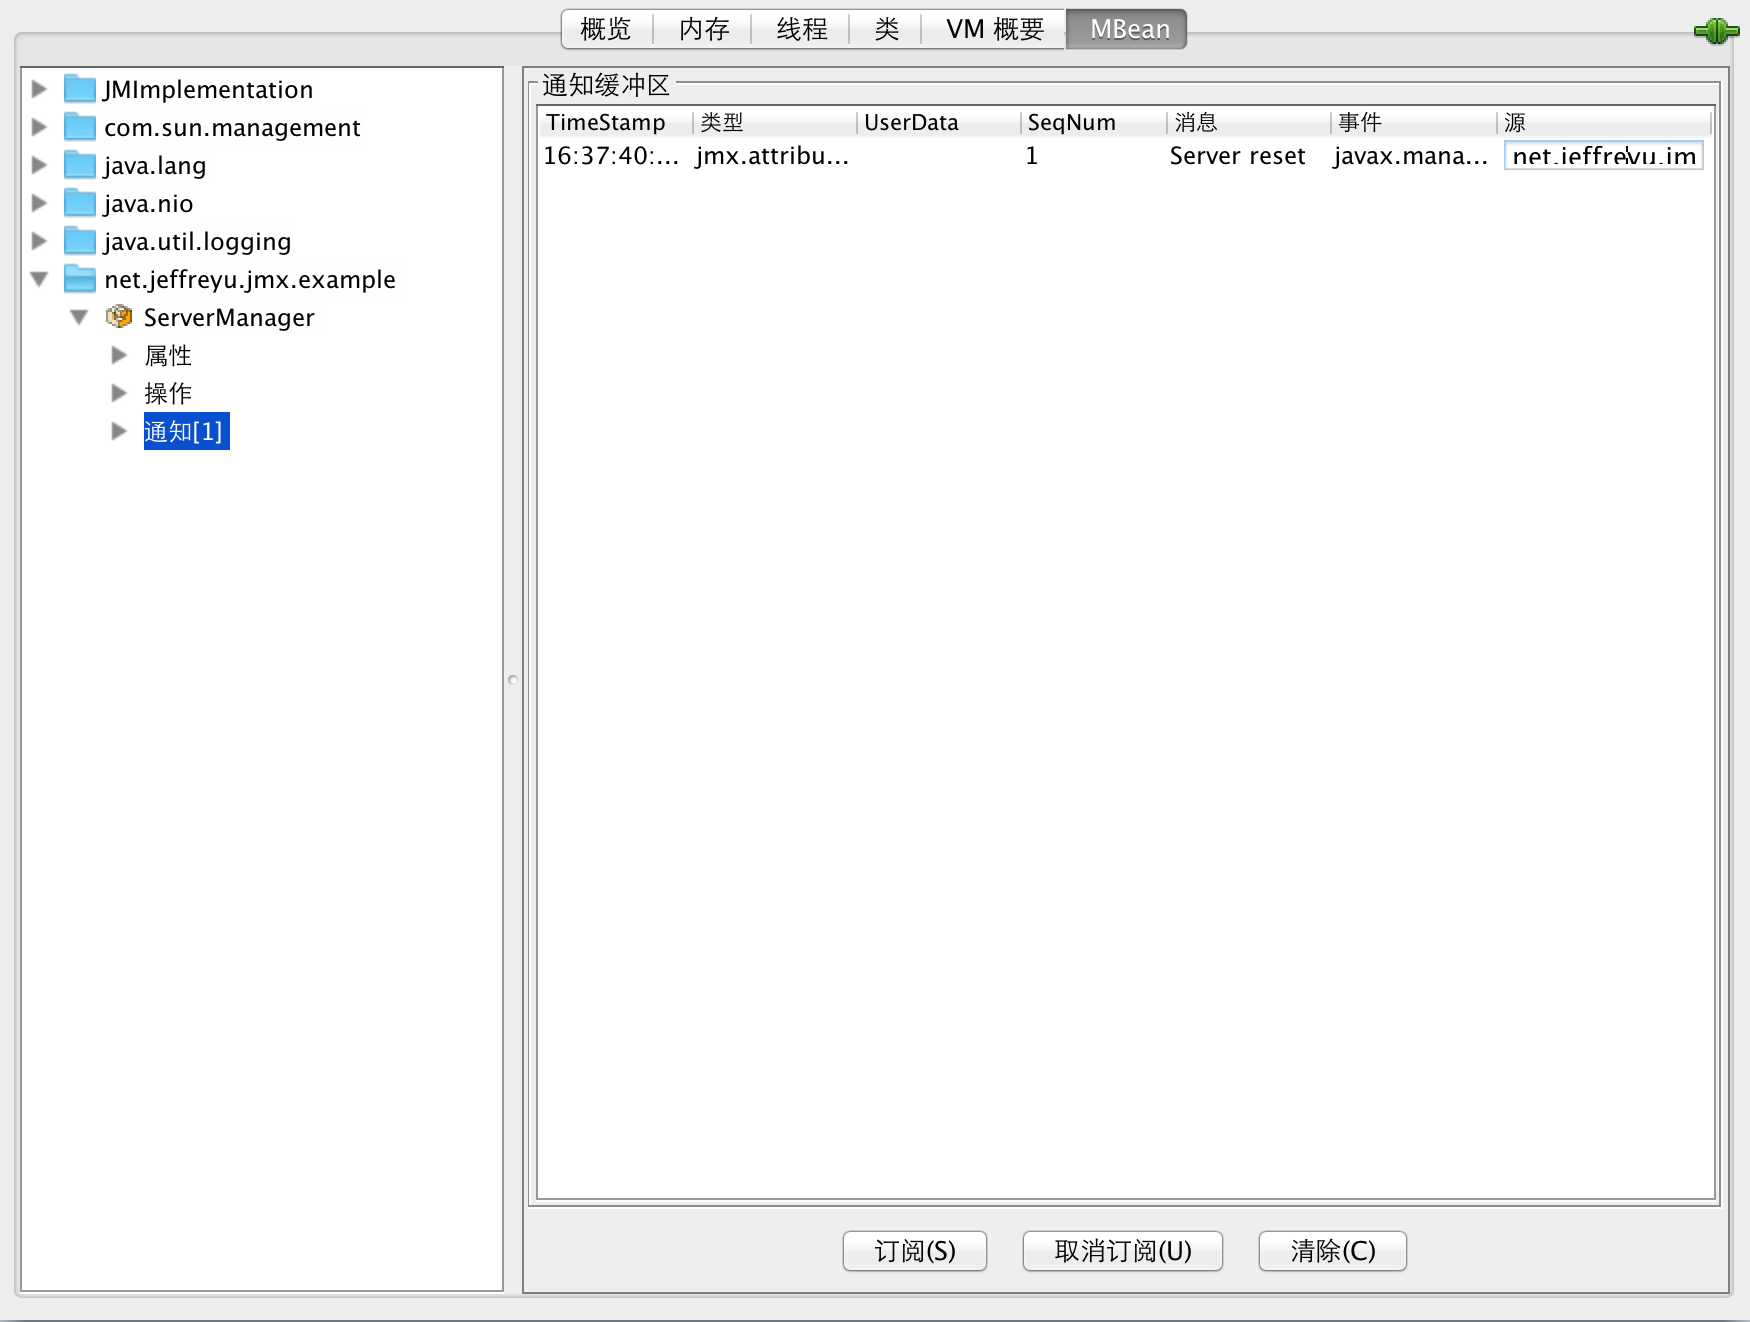 概览 内存 线程 类 VM 概要 MBean
JMImplementation
com.sun.management
java.lang
java.nio
java.util.logging
net.jeffreyu.jmx.example
ServerManager
属性
操作
通知[1]
通知缓冲区
TimeStamp 类型 UserData SeqNum 消息 事件 源
16:37:40:... jmx.attribu... 1 Server reset javax.mana... net.jeffreyu.jm
订阅(S) 取消订阅(U) 清除(C)